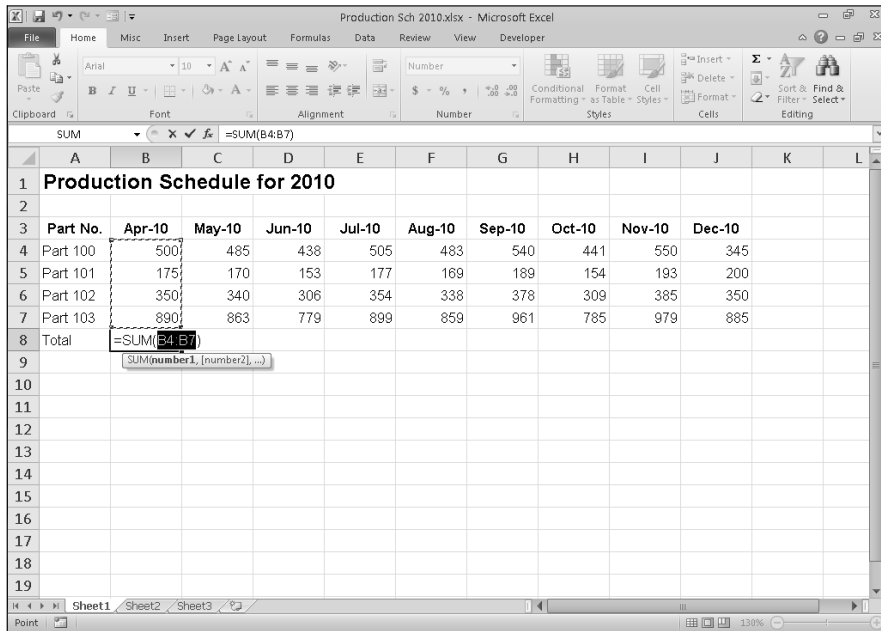 Production Sch 2010.xlsx - Microsoft Excel
File Home Misc Insert Page Layout Formulas Data Review View Developer
Paste
Clipboard
Arial 10 A A
B I U A
Font
Alignment
Number
$ % , .00 .0
Number
Conditional Formatting
Format as Table
Cell Styles
Styles
Insert
Delete
Format
Cells
Σ
Sort & Filter
Find & Select
Editing
SUM fx =SUM(B4:B7)
A B C D E F G H I J K L
1 Production Schedule for 2010
2
3 Part No. Apr-10 May-10 Jun-10 Jul-10 Aug-10 Sep-10 Oct-10 Nov-10 Dec-10
4 Part 100 500 485 438 505 483 540 441 550 345
5 Part 101 175 170 153 177 169 189 154 193 200
6 Part 102 350 340 306 354 338 378 309 385 350
7 Part 103 890 863 779 899 859 961 785 979 885
8 Total =SUM(B4:B7)
9 SUM(number1, [number2], ...)
10
11
12
13
14
15
16
17
18
19
Sheet1 Sheet2 Sheet3
Point 130%